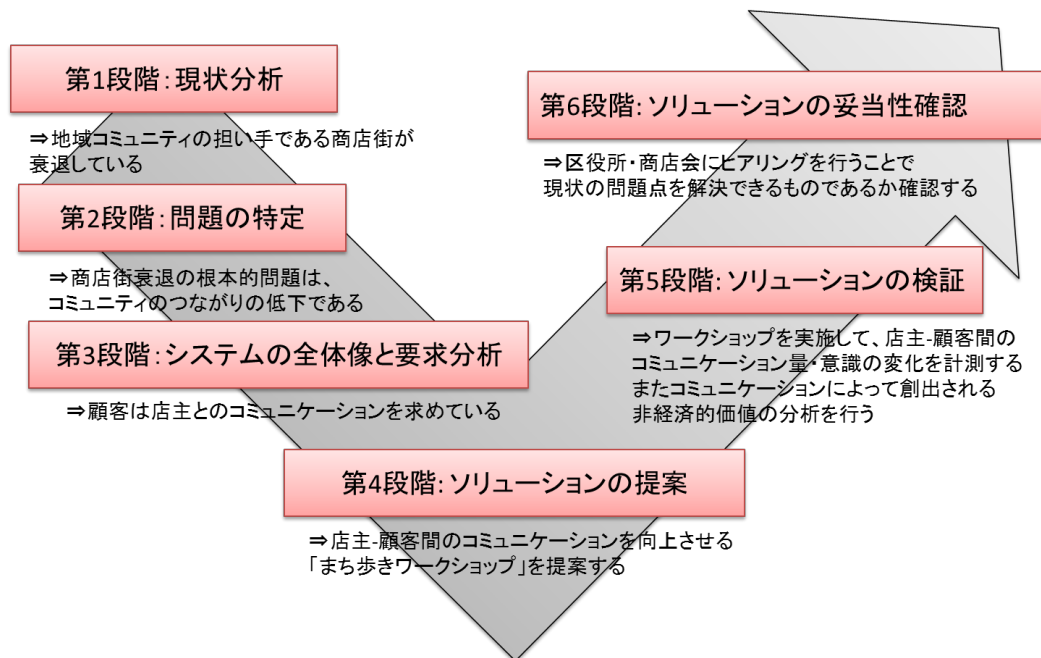 第1段階：現状分析
⇒地域コミュニティの担い手である商店街が
衰退している
第2段階：問題の特定
⇒商店街衰退の根本的問題は、
コミュニティのつながりの低下である
第3段階：システムの全体像と要求分析
⇒顧客は店主とのコミュニケーションを求めている
第4段階：ソリューションの提案
⇒店主-顧客間のコミュニケーションを向上させる
「まち歩きワークショップ」を提案する
第5段階：ソリューションの検証
⇒ワークショップを実施して、店主-顧客間の
コミュニケーション量・意識の変化を計測する
またコミュニケーションによって創出される
非経済的価値の分析を行う
第6段階：ソリューションの妥当性確認
⇒区役所・商店会にヒアリングを行うことで
現状の問題点を解決できるものであるか確認する